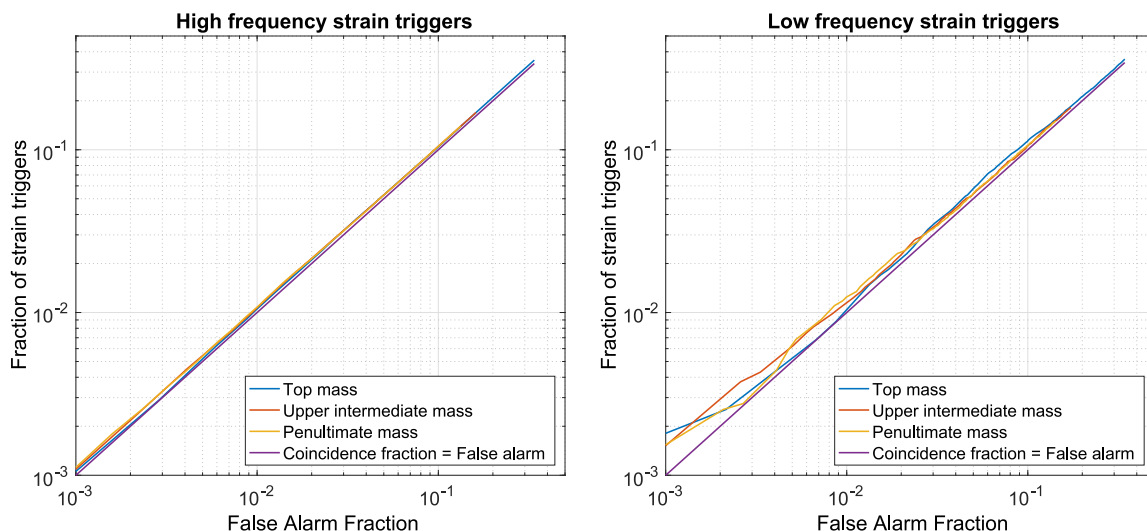 High frequency strain triggers
Fraction of strain triggers
10^-1
10^-2
10^-3
10^-3
10^-2
10^-1
False Alarm Fraction
Top mass
Upper intermediate mass
Penultimate mass
Coincidence fraction = False alarm
Low frequency strain triggers
Fraction of strain triggers
10^-1
10^-2
10^-3
10^-3
10^-2
10^-1
False Alarm Fraction
Top mass
Upper intermediate mass
Penultimate mass
Coincidence fraction = False alarm